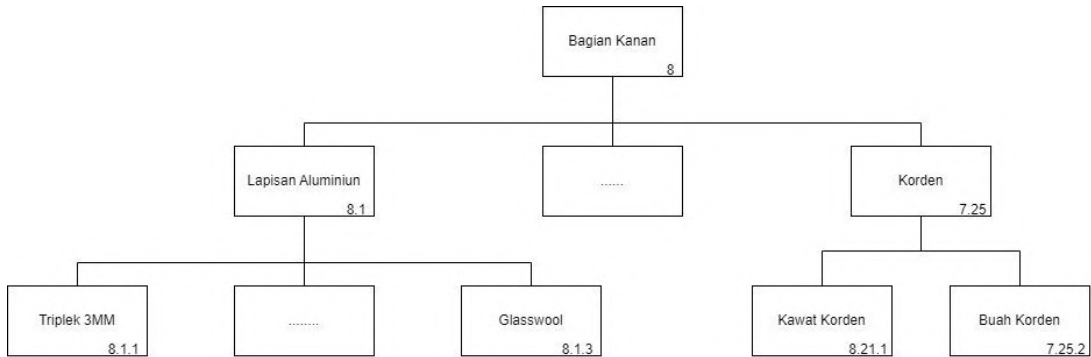 Bagian Kanan
8
Lapisan Aluminiun
8.1
......
Korden
7.25
Triplek 3MM
8.1.1
........
Glasswool
8.1.3
Kawat Korden
8.21.1
Buah Korden
7.25.2